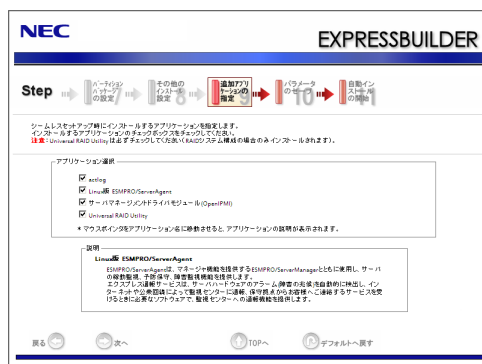 NEC
EXPRESSBUILDER
Step
パーティション
パッケージ
の設定
7
その他の
インストール
設定
8
追加アプリ
ケーションの
指定
9
パラメータ
のセーブ
10
自動イン
ストール
の開始
11
シームレスセットアップ時にインストールするアプリケーションを指定します。
インストールするアプリケーションのチェックボックスをチェックしてください。
注意:Universal RAID Utility は出ずチェックしてください(RAIDシステム構成の場合のみインストールされます)。
アプリケーション選択
actlog
Linux版 ESMPRO/ServerAgent
サーバマネージメントドライバモジュール(OpenIPMI)
Universal RAID Utility
* マウスポインタをアプリケーション名に移動させると、アプリケーションの説明が表示されます。
説明
Linux版 ESMPRO/ServerAgent
ESMPRO/ServerAgentは、マネージャ機能を提供するESMPRO/ServerManagerとともに使用し、サーバ
の稼動監視、予防保守、障害監視機能を提供します。
エクスプレス通報サービスは、サーバハードウェアのアラーム(障害の兆候)を自動的に検出し、イン
ターネットや公衆回線によって監視センターに通報、保守拠点からお客様へご連絡するサービスを受
けるときに必要なソフトウェアで、監視センターへの通報機能を提供します。
戻る
次へ
TOPへ
デフォルトへ戻す